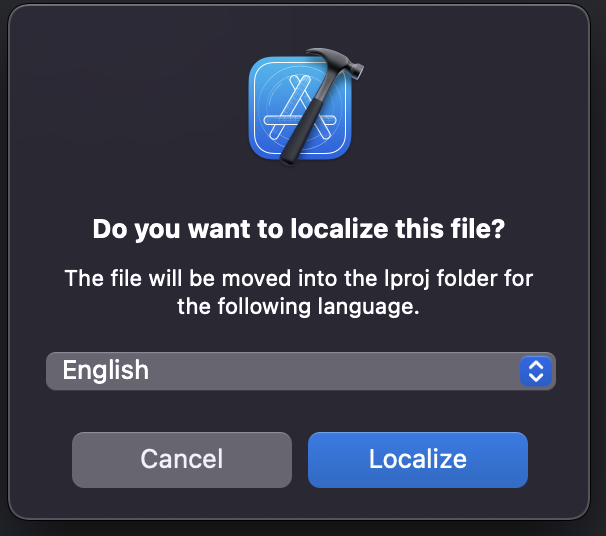 Do you want to localize this file?
The file will be moved into the lproj folder for
the following language.
English
Cancel
Localize